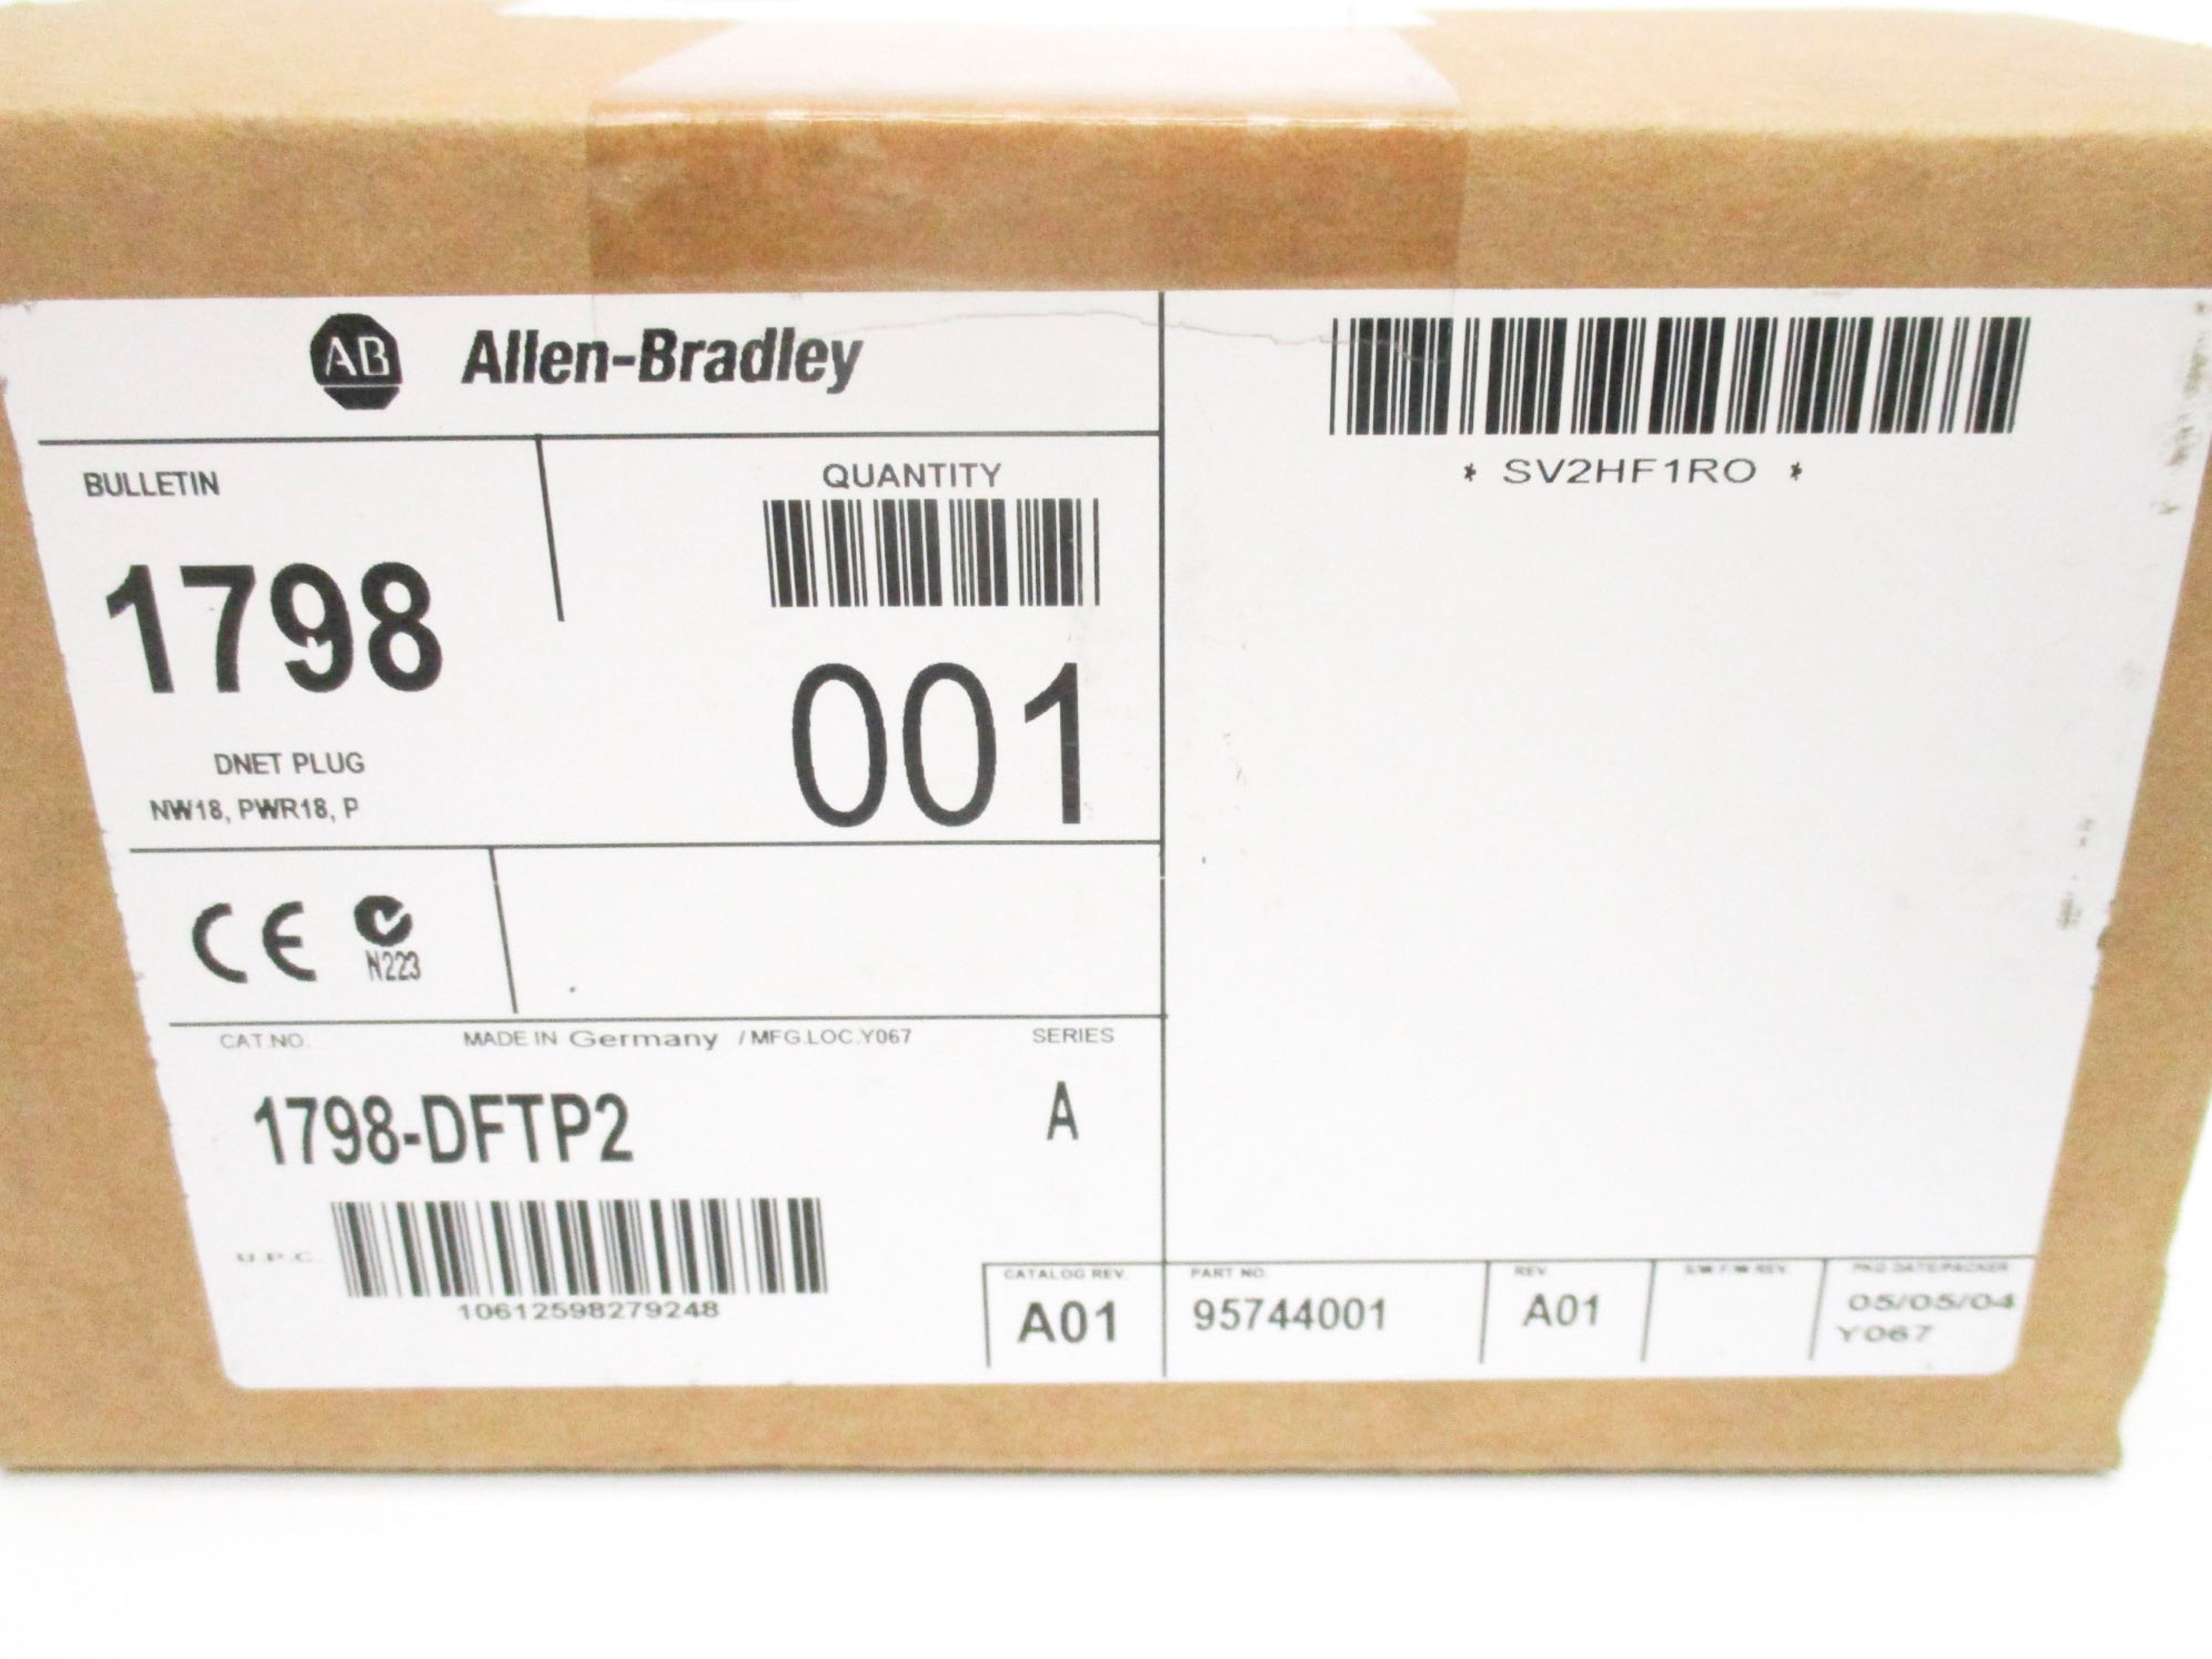 AB Allen-Bradley
* SV2HF1RO *
BULLETIN
1798
DNET PLUG
NW18, PWR18, P
QUANTITY
001
CE
N223
CAT.NO.
MADE IN Germany / MFG.LOC.Y067
SERIES
1798-DFTP2
A
U.P.C.
10612598279248
CATALOG REV.
A01
PART NO.
95744001
REV.
A01
S/W F/W REV.
PKG DATE/PACKER
05/05/04
Y067